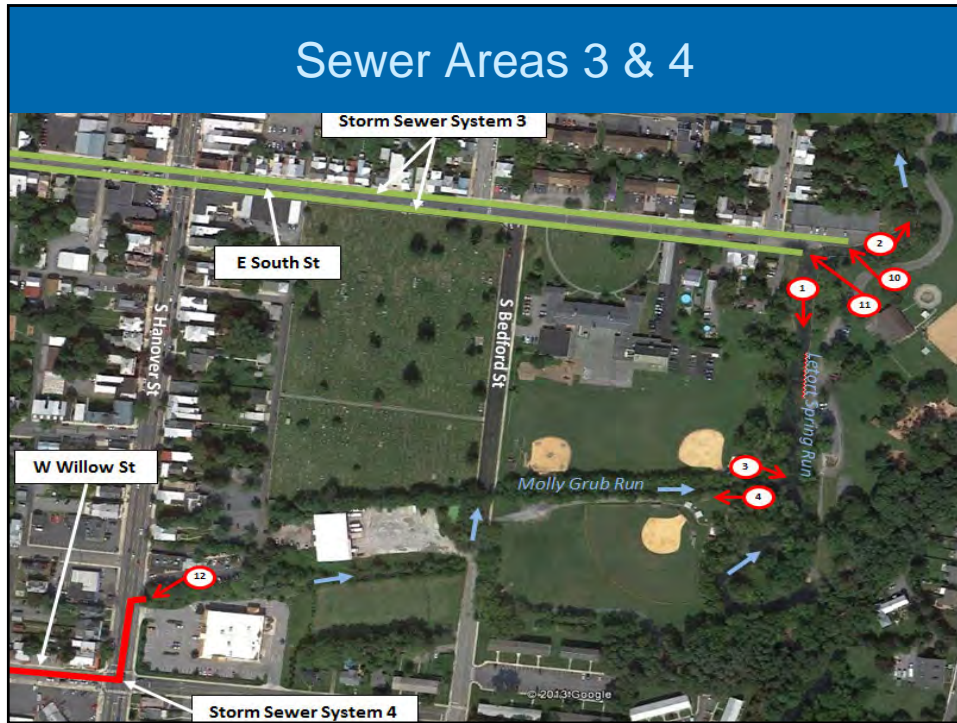 Sewer Areas 3 & 4
Storm Sewer System 3
E South St
S Hanover St
S Bedford St
2
10
11
1
Letort Spring Run
W Willow St
3
Molly Grub Run
4
12
© 2013 Google
Storm Sewer System 4